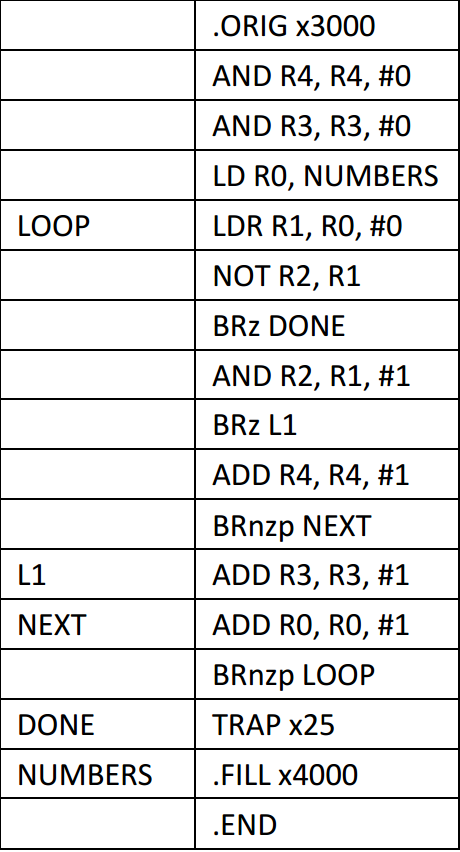 .ORIG x3000
AND R4, R4, #0
AND R3, R3, #0
LD R0, NUMBERS
LOOP LDR R1, R0, #0
NOT R2, R1
BRz DONE
AND R2, R1, #1
BRz L1
ADD R4, R4, #1
BRnzp NEXT
L1 ADD R3, R3, #1
NEXT ADD R0, R0, #1
BRnzp LOOP
DONE TRAP x25
NUMBERS .FILL x4000
.END